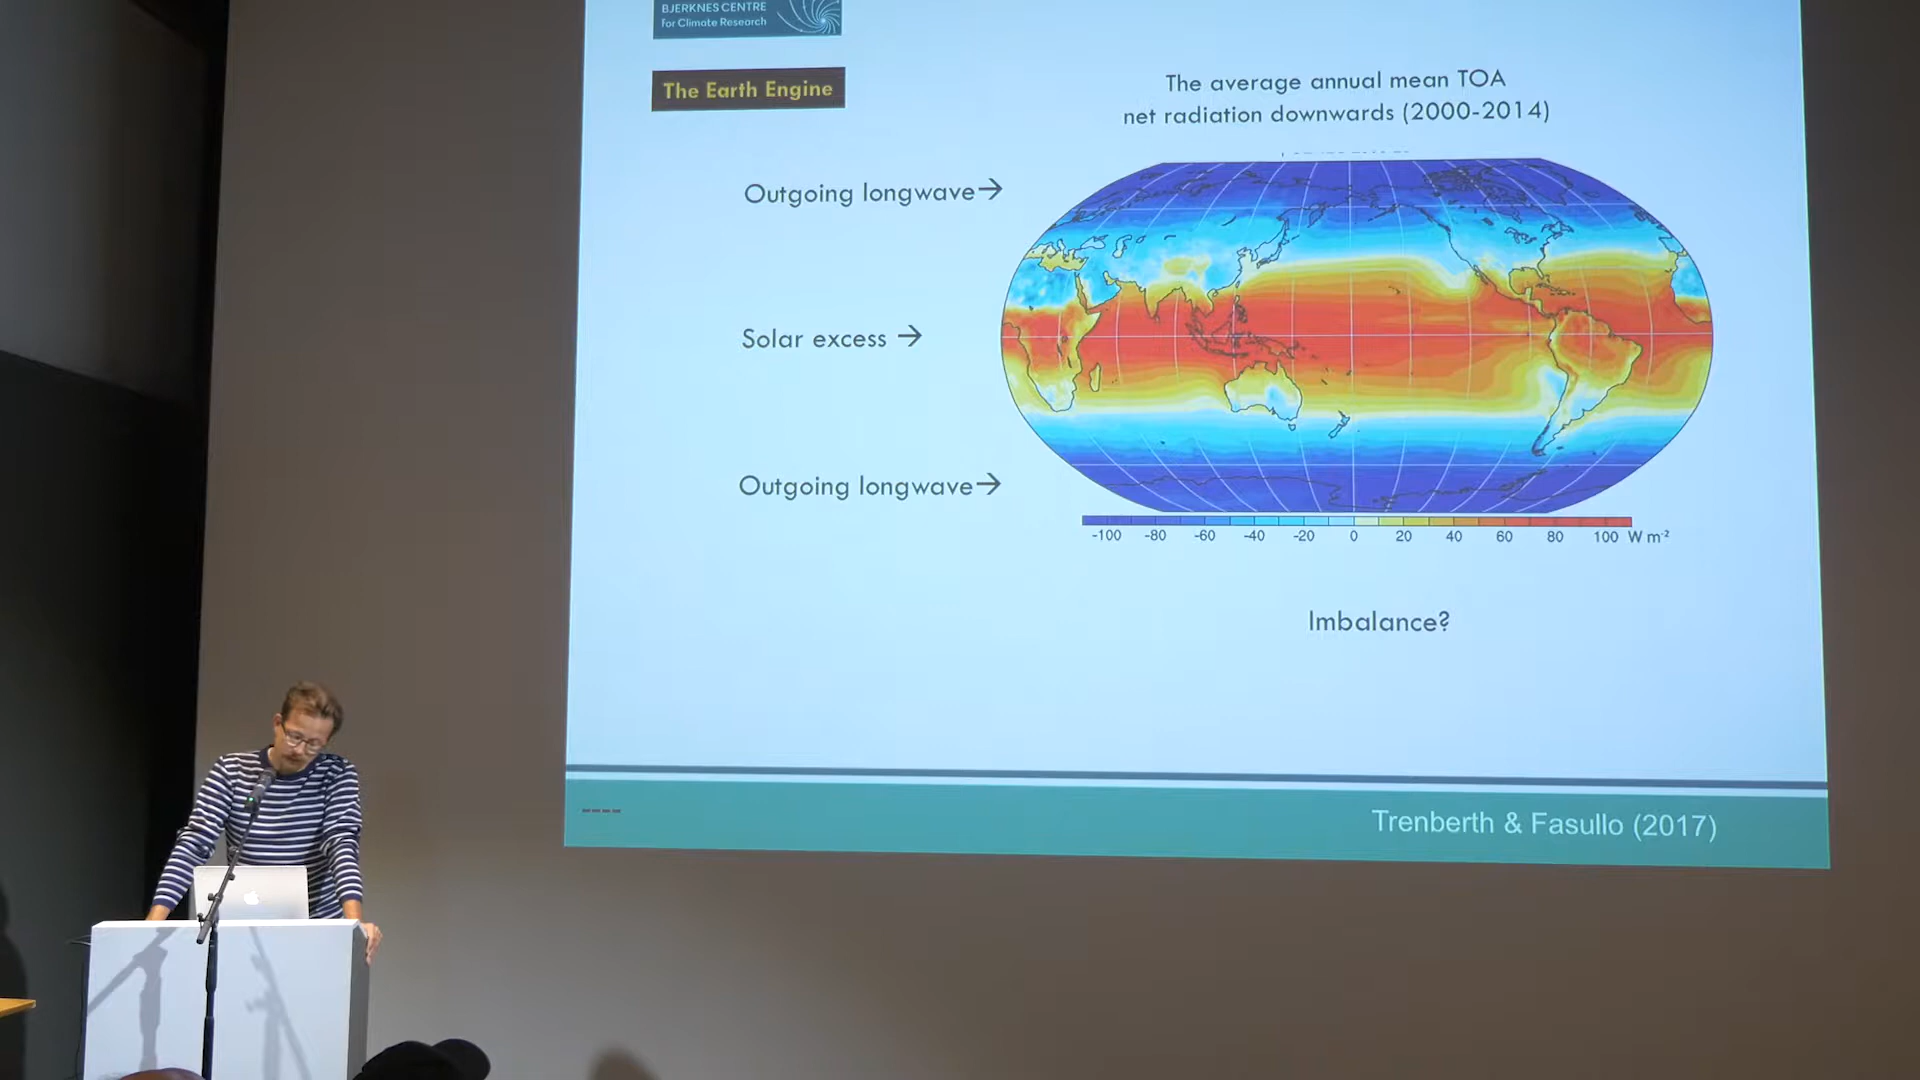 BJERKNES CENTRE
for Climate Research
The Earth Engine
The average annual mean TOA
net radiation downwards (2000-2014)
Outgoing longwave→
Solar excess →
Outgoing longwave→
-100 -80 -60 -40 -20 0 20 40 60 80 100 W m⁻²
Imbalance?
Trenberth & Fasullo (2017)